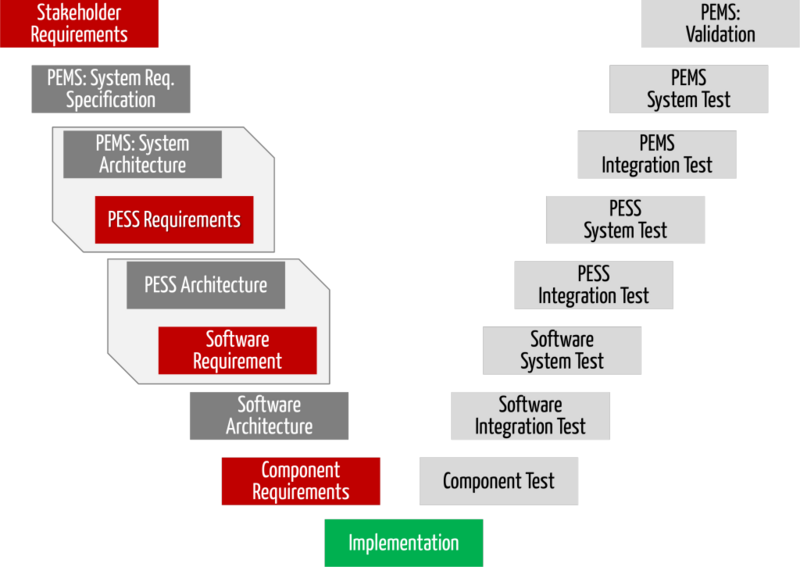 Stakeholder
Requirements
PEMS:
Validation
PEMS: System Req.
Specification
PEMS
System Test
PEMS: System
Architecture
PEMS
Integration Test
PESS Requirements
PESS
System Test
PESS Architecture
PESS
Integration Test
Software
Requirement
Software
System Test
Software
Architecture
Software
Integration Test
Component
Requirements
Component Test
Implementation